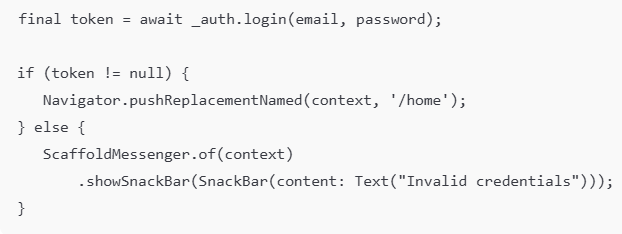 final token = await _auth.login(email, password);
if (token != null) {
Navigator.pushReplacementNamed(context, '/home');
} else {
ScaffoldMessenger.of(context)
.showSnackBar(SnackBar(content: Text("Invalid credentials")));
}